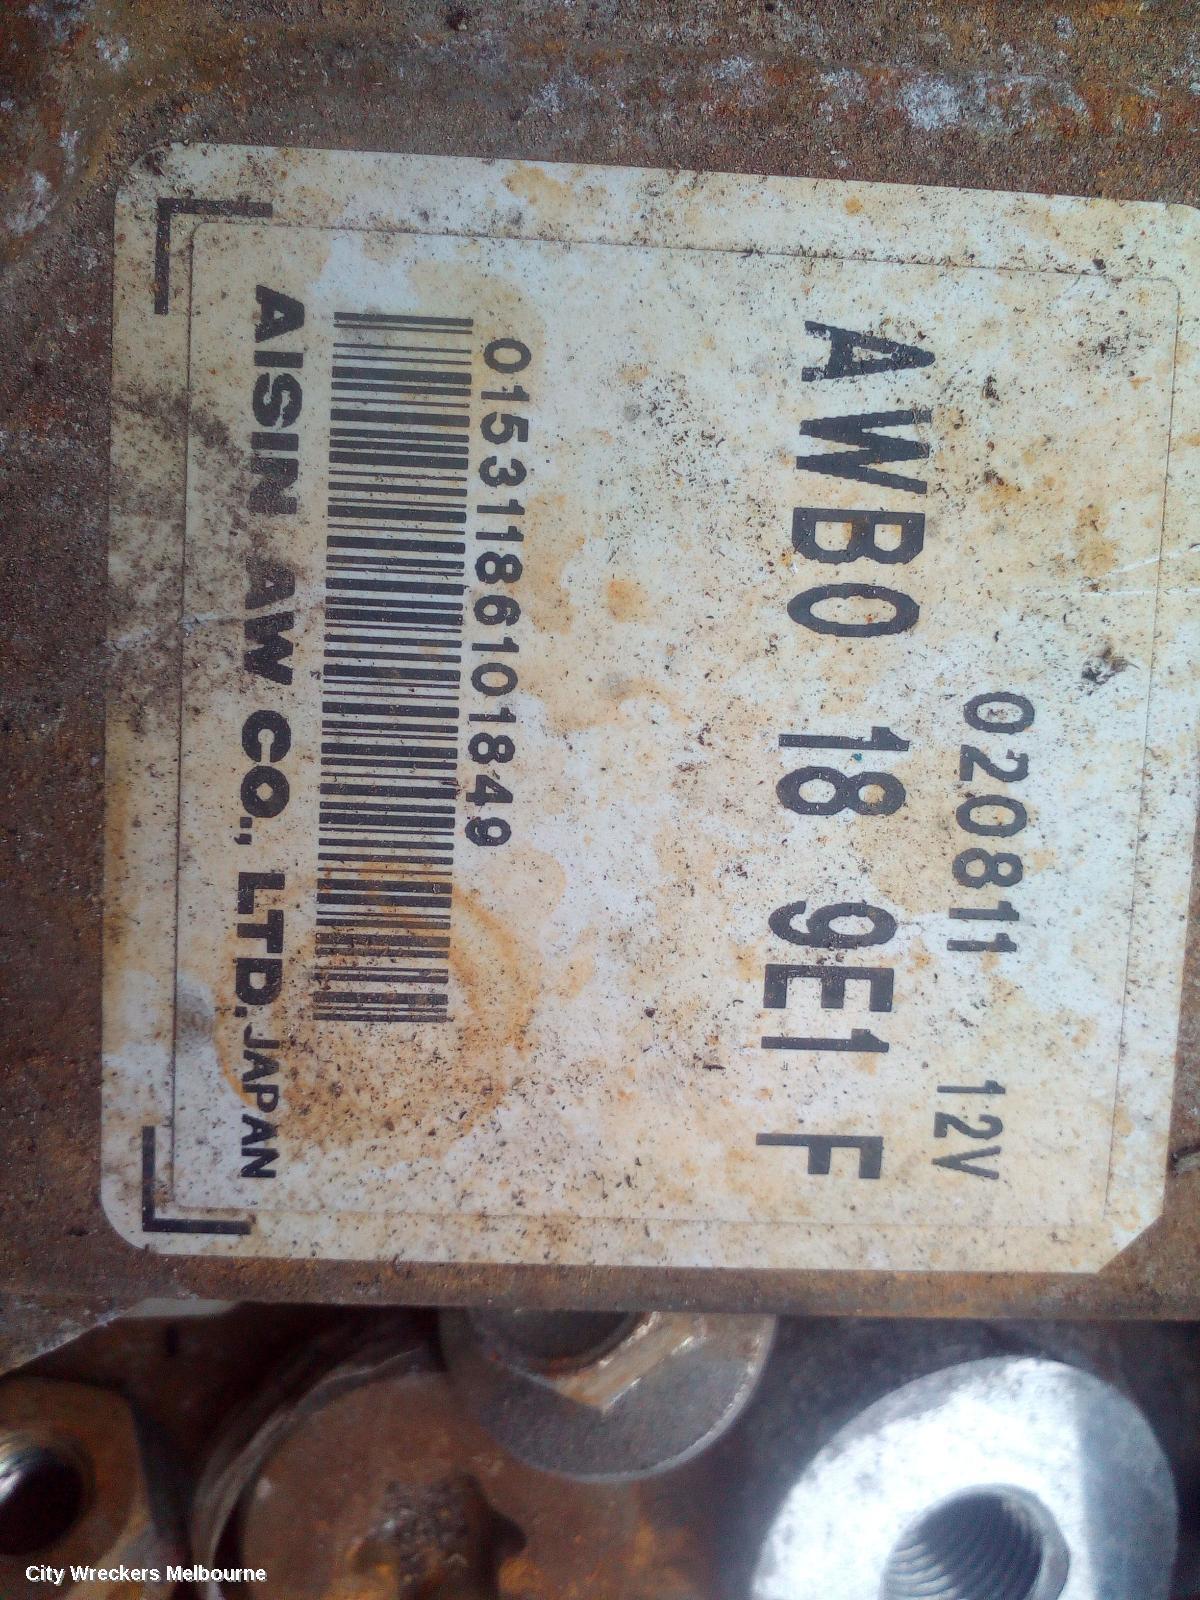 020811 12V
AWB0 18 9E1 F
01531186101849
AISIN AW CO., LTD. JAPAN
City Wreckers Melbourne